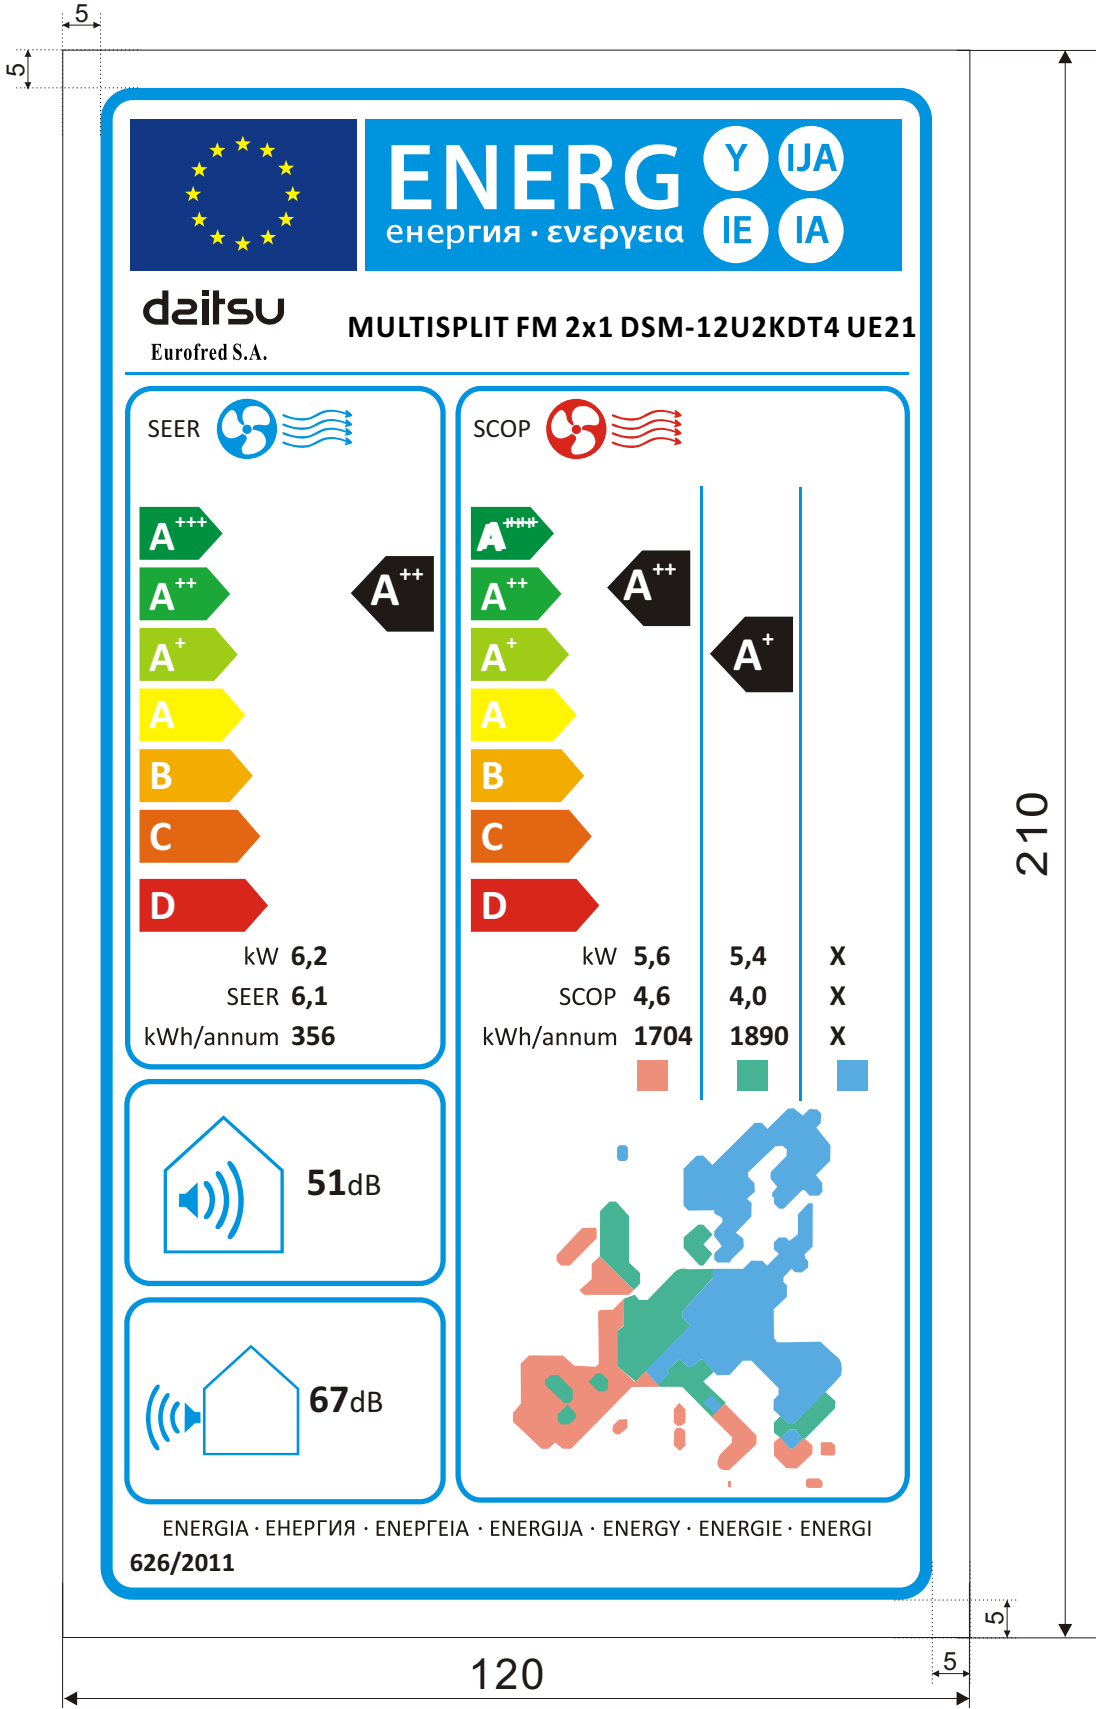 5
5
ENERG
Y IJA
IE IA
енергия · ενεργεια
daitsu
Eurofred S.A.
MULTISPLIT FM 2x1 DSM-12U2KDT4 UE21
SEER
A+++
A++
A+
A
B
C
D
A++
kW 6,2
SEER 6,1
kWh/annum 356
SCOP
A+++
A++
A+
A
B
C
D
A++
A+
kW 5,6 5,4 X
SCOP 4,6 4,0 X
kWh/annum 1704 1890 X
51dB
67dB
ENERGIA · ЕНЕРГИЯ · ΕΝΕΡΓΕΙΑ · ENERGIJA · ENERGY · ENERGIE · ENERGI
626/2011
210
5
5
120